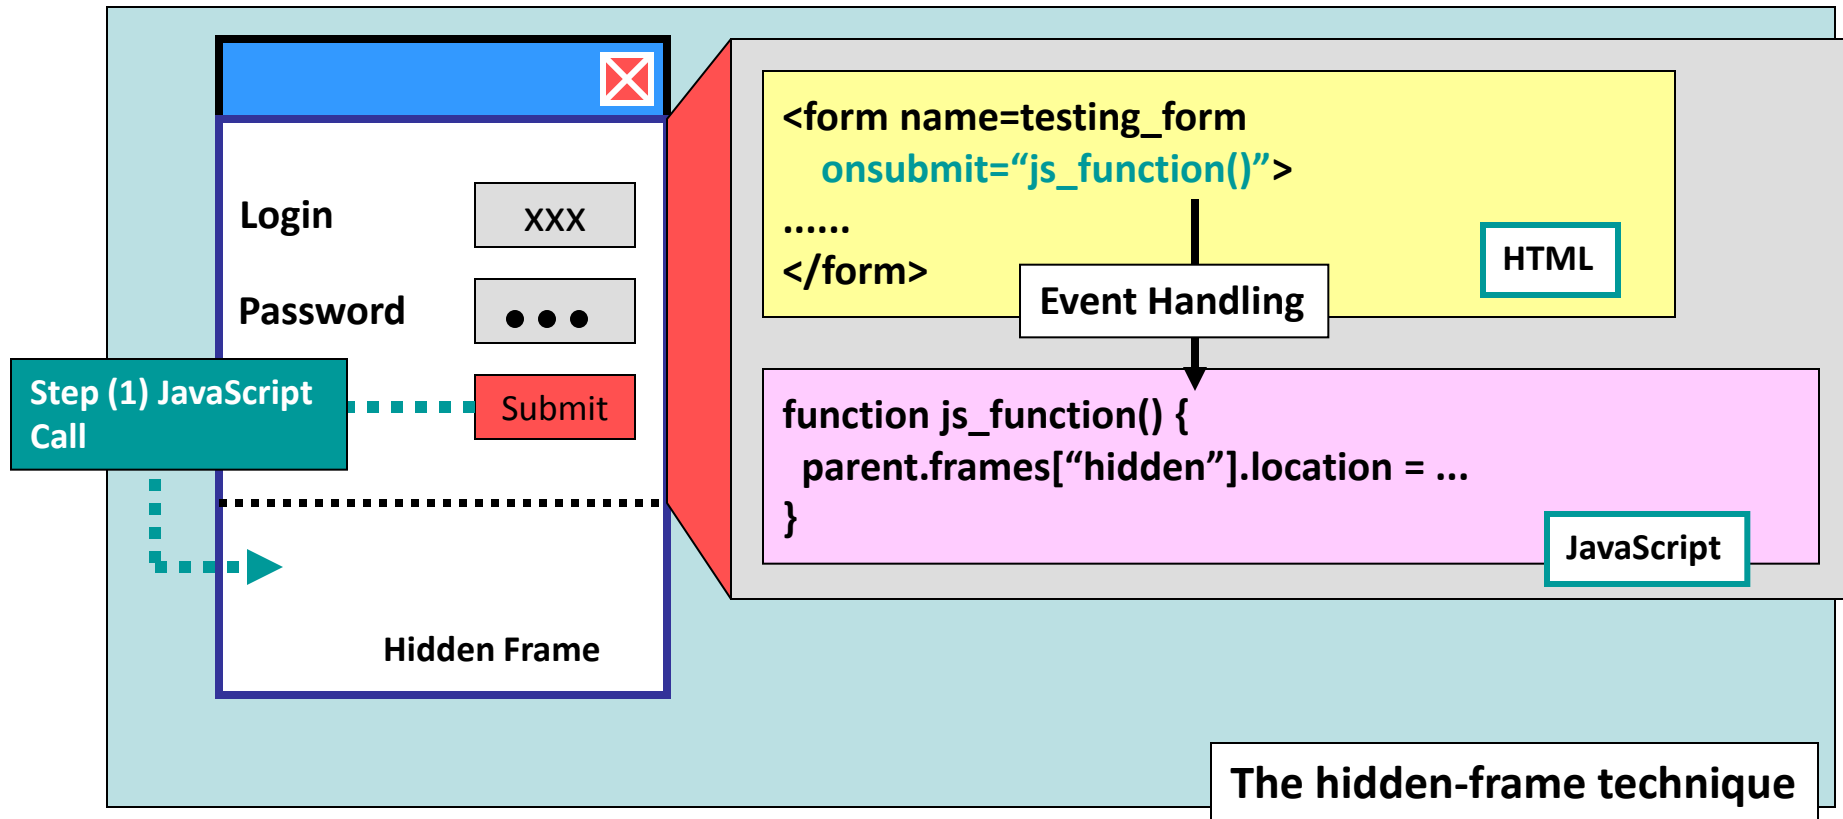 Login
xxx
Password
●●●
Submit
Step (1) JavaScript
Call
Hidden Frame
<form name=testing_form
onsubmit=“js_function()”>
......
</form>
HTML
Event Handling
function js_function() {
parent.frames[“hidden”].location = ...
}
JavaScript
The hidden-frame technique